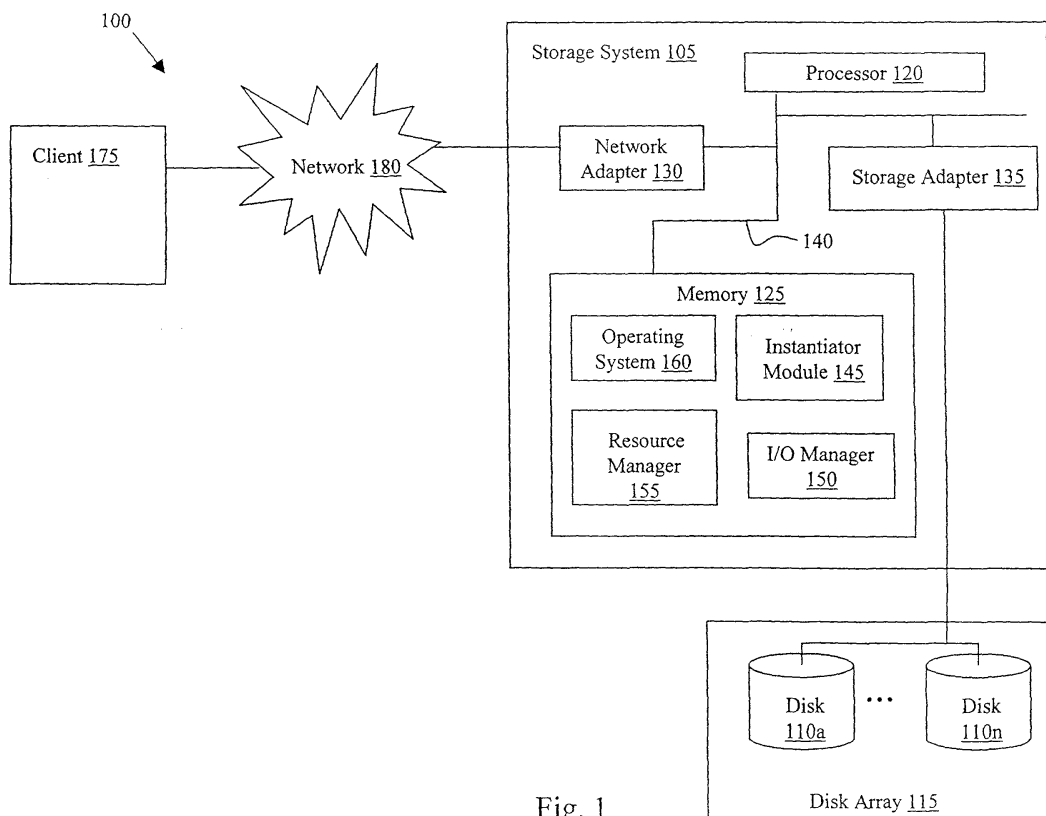 100
Storage System 105
Processor 120
Client 175
Network 180
Network
Adapter 130
Storage Adapter 135
140
Memory 125
Operating
System 160
Instantiator
Module 145
Resource
Manager
155
I/O Manager
150
Disk
110a
...
Disk
110n
Fig. 1
Disk Array 115